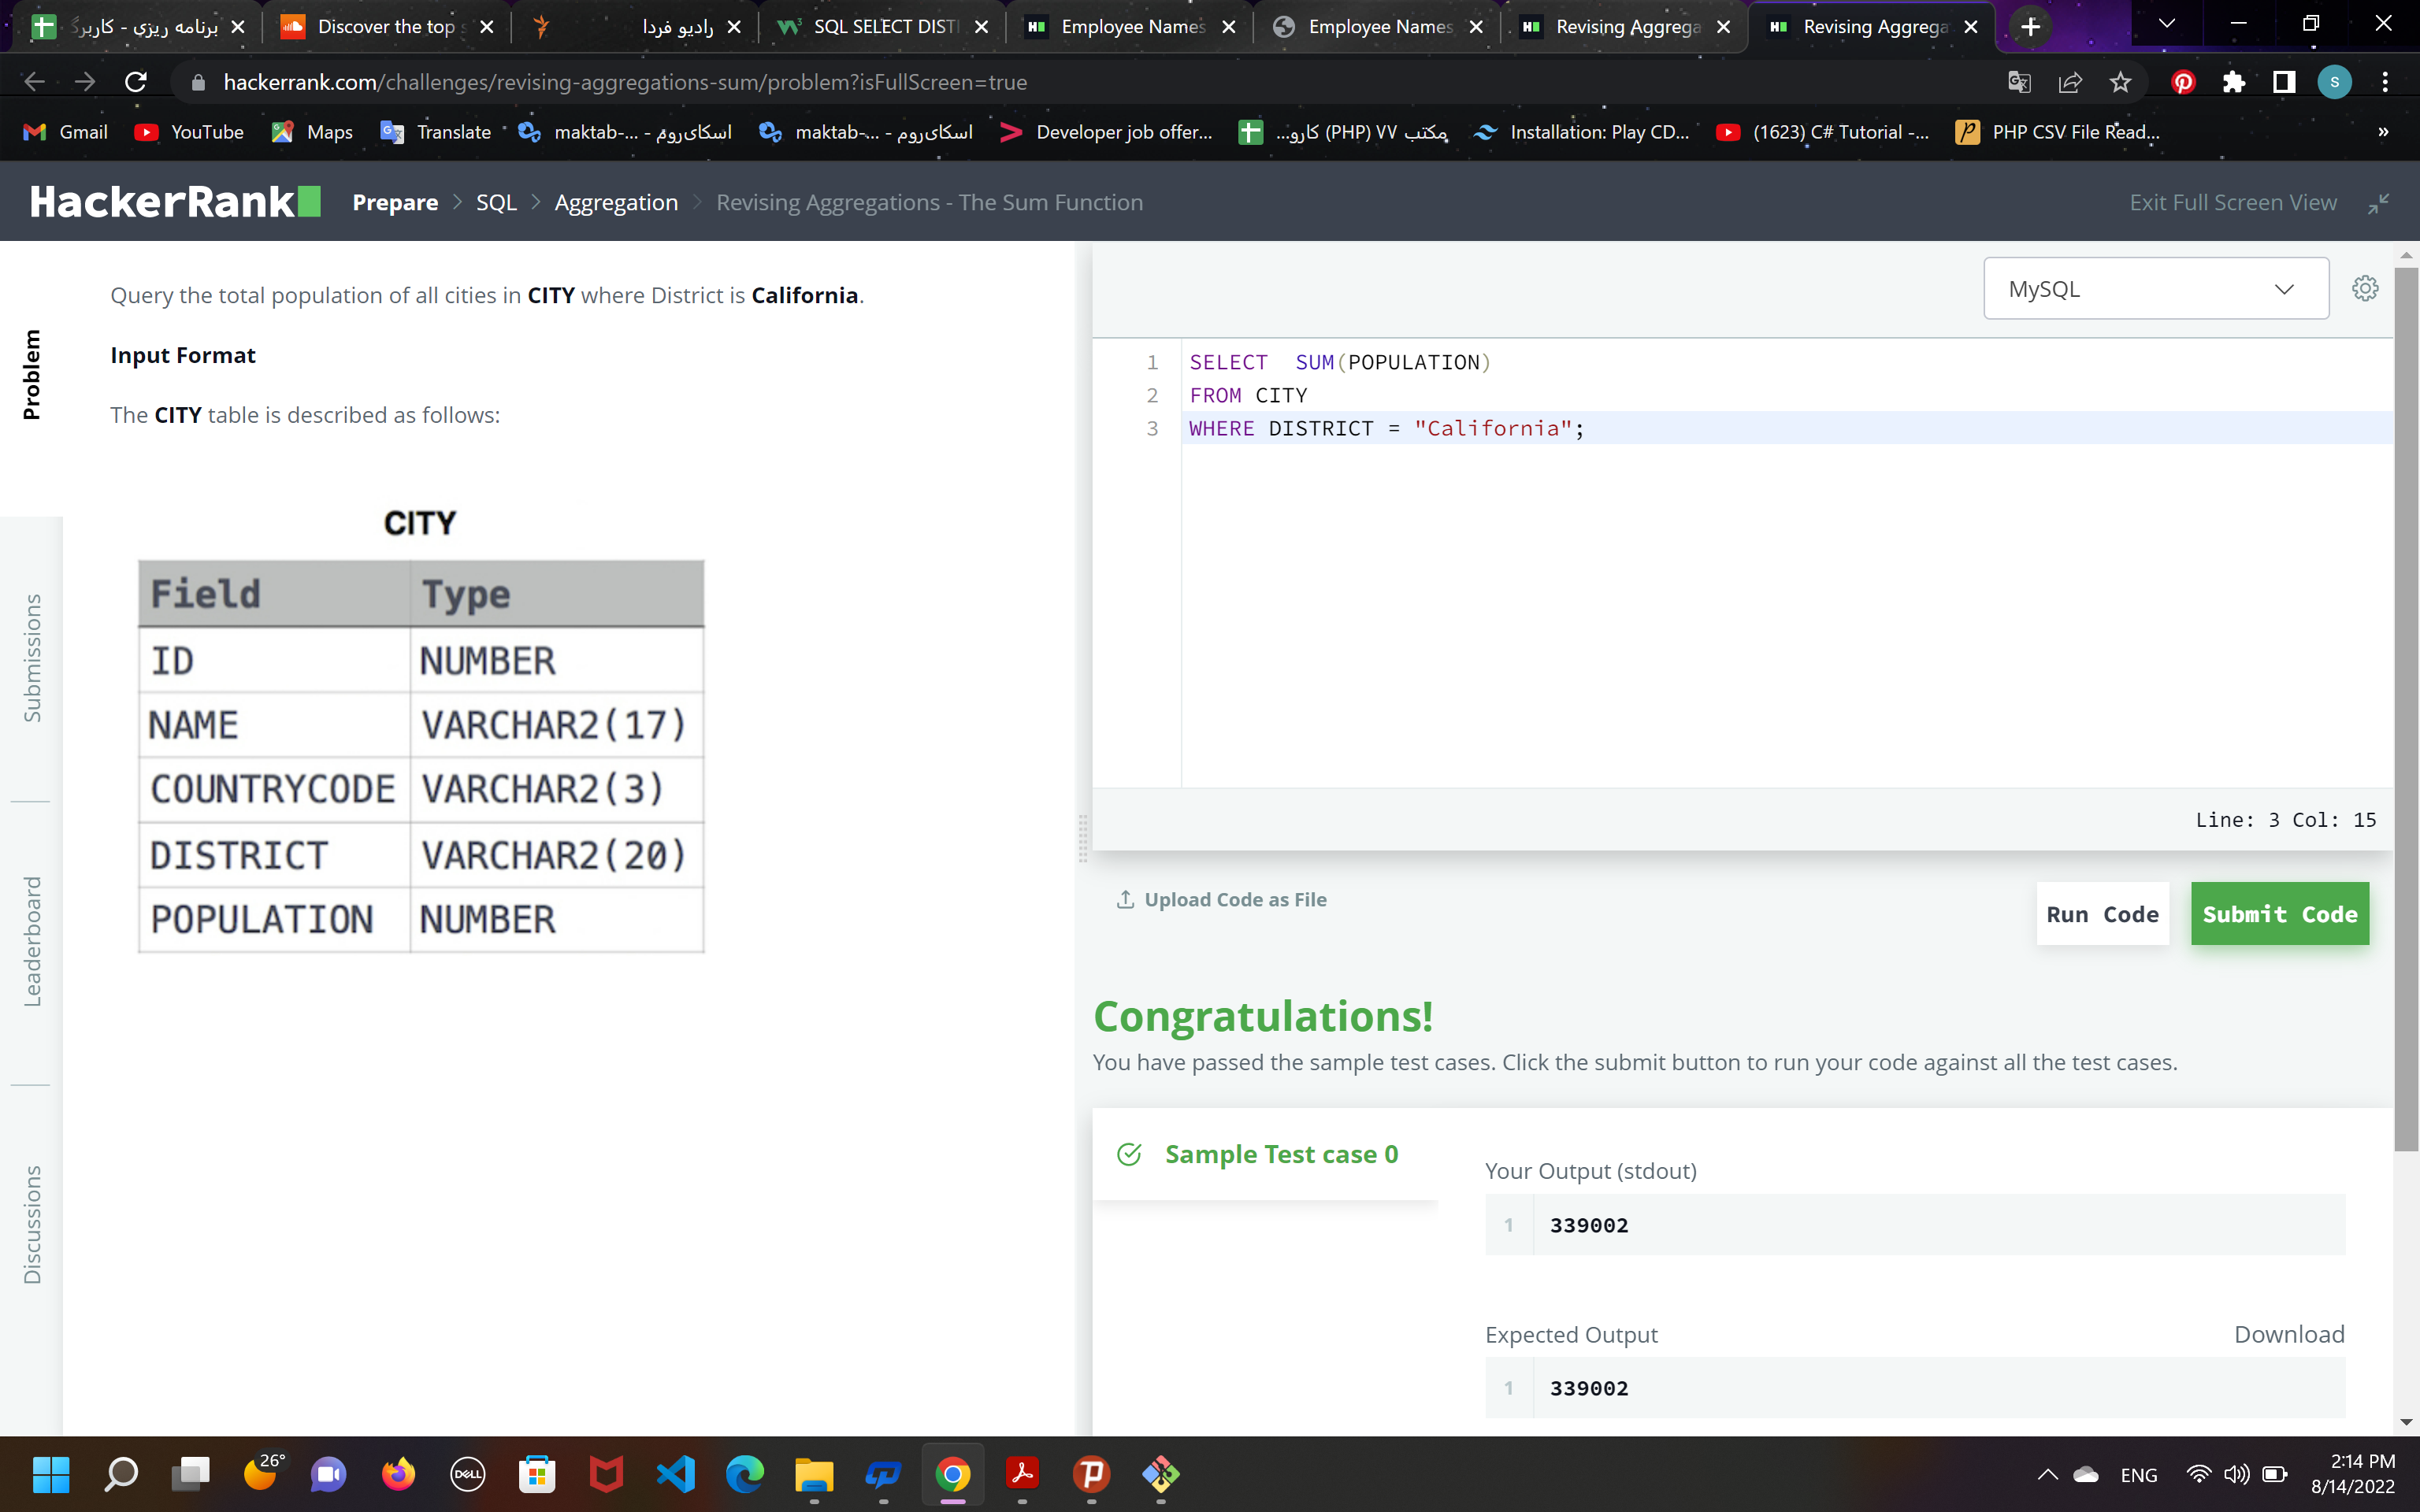 برنامه ریزی - کاربرگ
Discover the top s
رادیو فردا
SQL SELECT DISTI
Employee Names
Employee Names
Revising Aggrega
Revising Aggrega
hackerrank.com/challenges/revising-aggregations-sum/problem?isFullScreen=true
S
Gmail
YouTube
Maps
Translate
اسکای‌روم - ...-maktab
اسکای‌روم - ...-maktab
Developer job offer...
مکتب ۷۷ (PHP) کارو...
Installation: Play CD...
(1623) C# Tutorial -...
PHP CSV File Read...
»
HackerRank
Prepare > SQL > Aggregation > Revising Aggregations - The Sum Function
Exit Full Screen View
Problem
Submissions
Leaderboard
Discussions
Query the total population of all cities in CITY where District is California.
Input Format
The CITY table is described as follows:
CITY
Field Type
ID NUMBER
NAME VARCHAR2(17)
COUNTRYCODE VARCHAR2(3)
DISTRICT VARCHAR2(20)
POPULATION NUMBER
MySQL
1 SELECT  SUM(POPULATION)
2 FROM CITY
3 WHERE DISTRICT = "California";
Line: 3 Col: 15
Upload Code as File
Run Code
Submit Code
Congratulations!
You have passed the sample test cases. Click the submit button to run your code against all the test cases.
Sample Test case 0
Your Output (stdout)
1 339002
Expected Output
Download
1 339002
26°
DELL
ENG
2:14 PM
8/14/2022